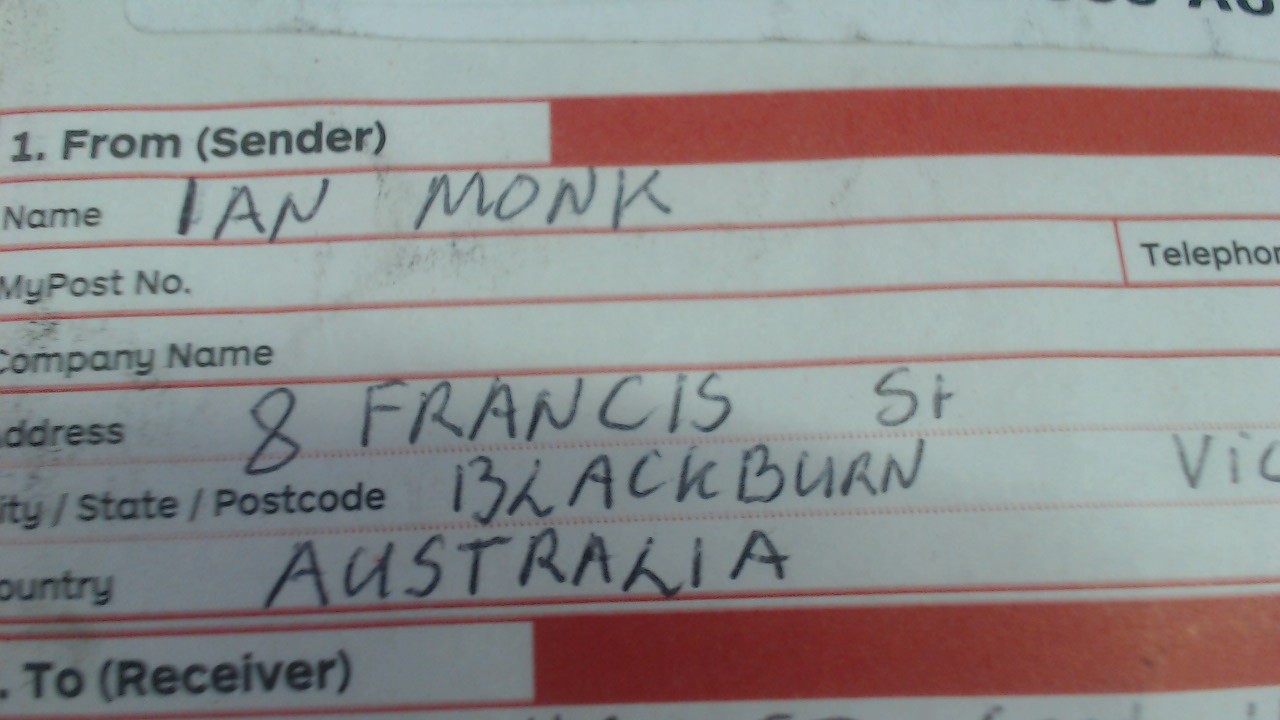 1. From (Sender)
Name IAN MONK
MyPost No. Telephon
Company Name
ddress 8 FRANCIS St
ity / State / Postcode BLACKBURN Vic
ountry AUSTRALIA
. To (Receiver)